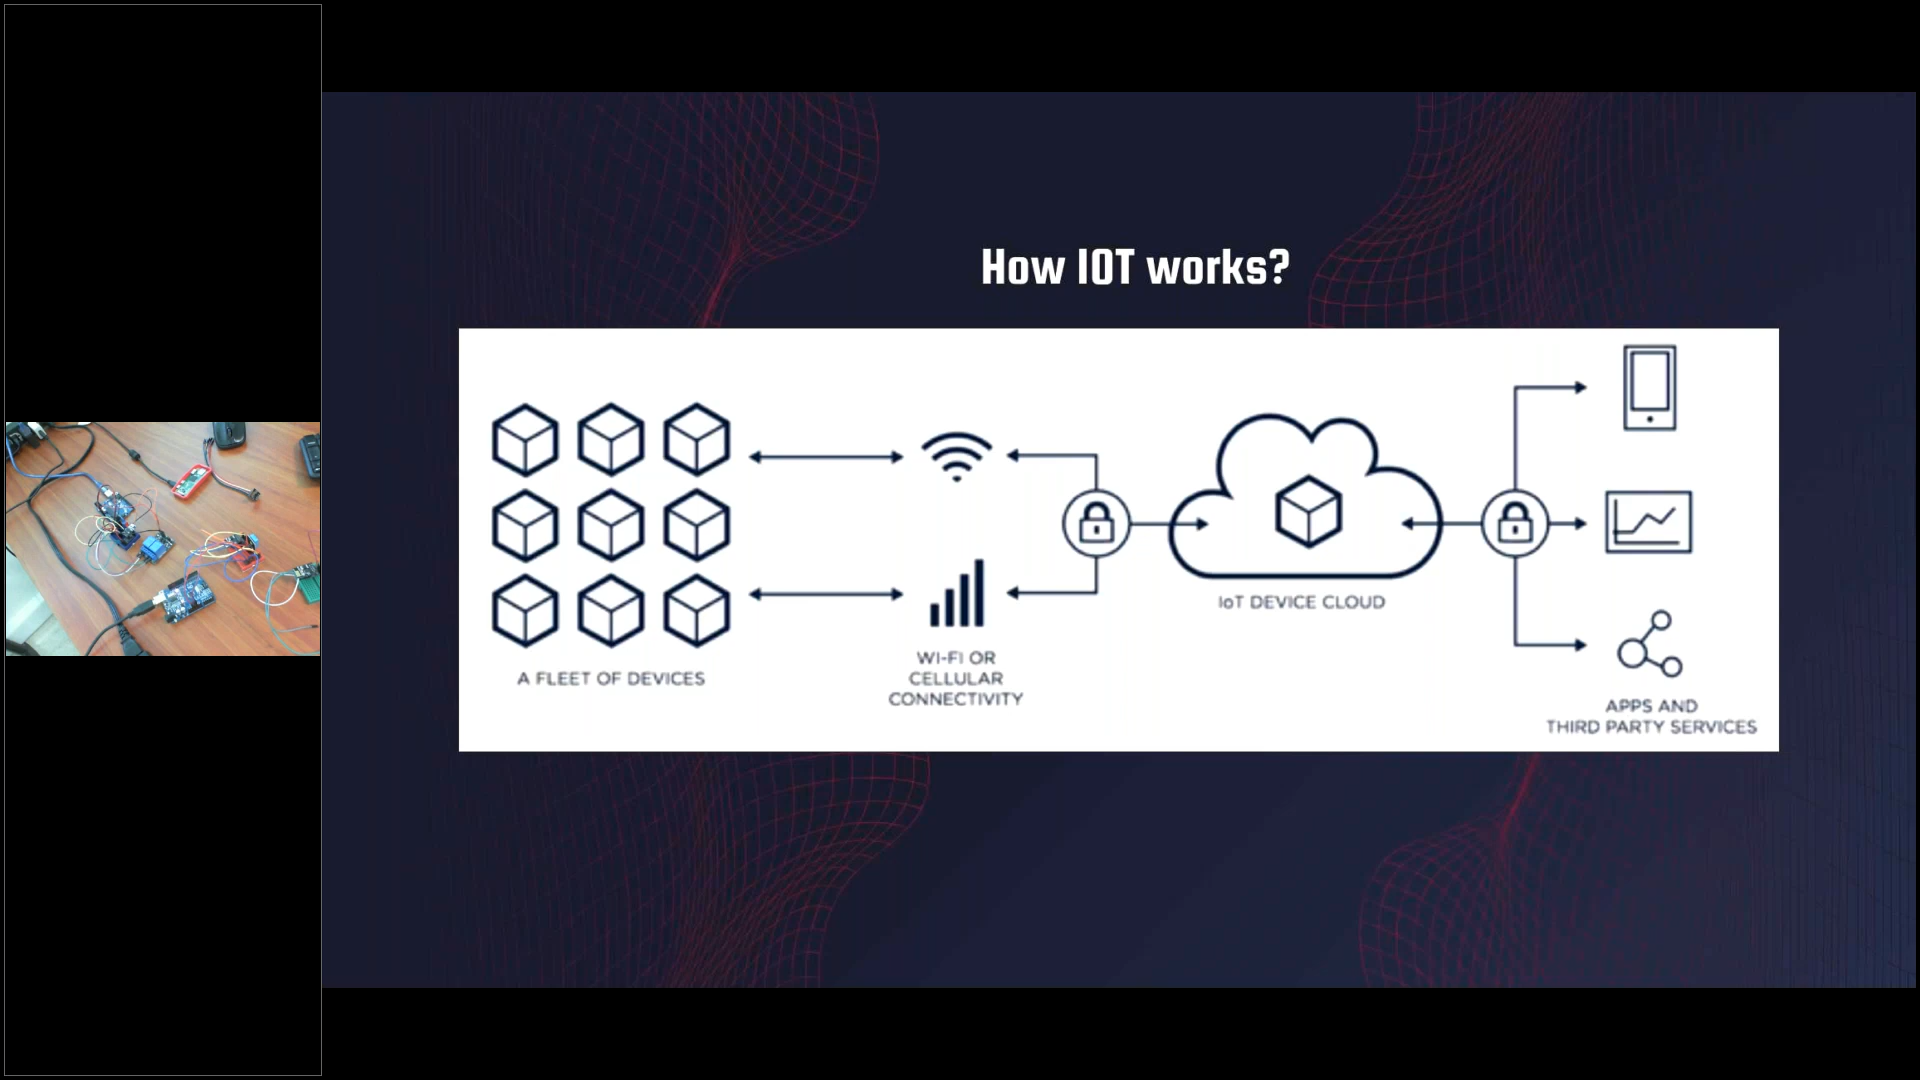 How IOT works?
A FLEET OF DEVICES
WI-FI OR
CELLULAR
CONNECTIVITY
IoT DEVICE CLOUD
APPS AND
THIRD PARTY SERVICES